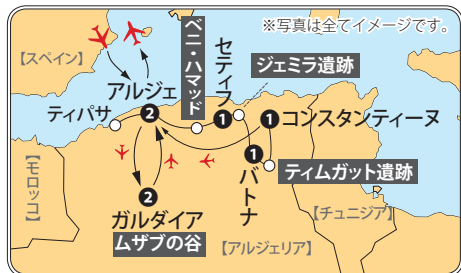 ※写真は全てイメージです。
【スペイン】
ベニ・ハマッド
セティフ
ジェミラ遺跡
アルジェ
ティパサ
2
1
1
コンスタンティーヌ
1
バトナ
ティムガット遺跡
【モロッコ】
2
ガルダイア
ムザブの谷
【アルジェリア】
【チュニジア】